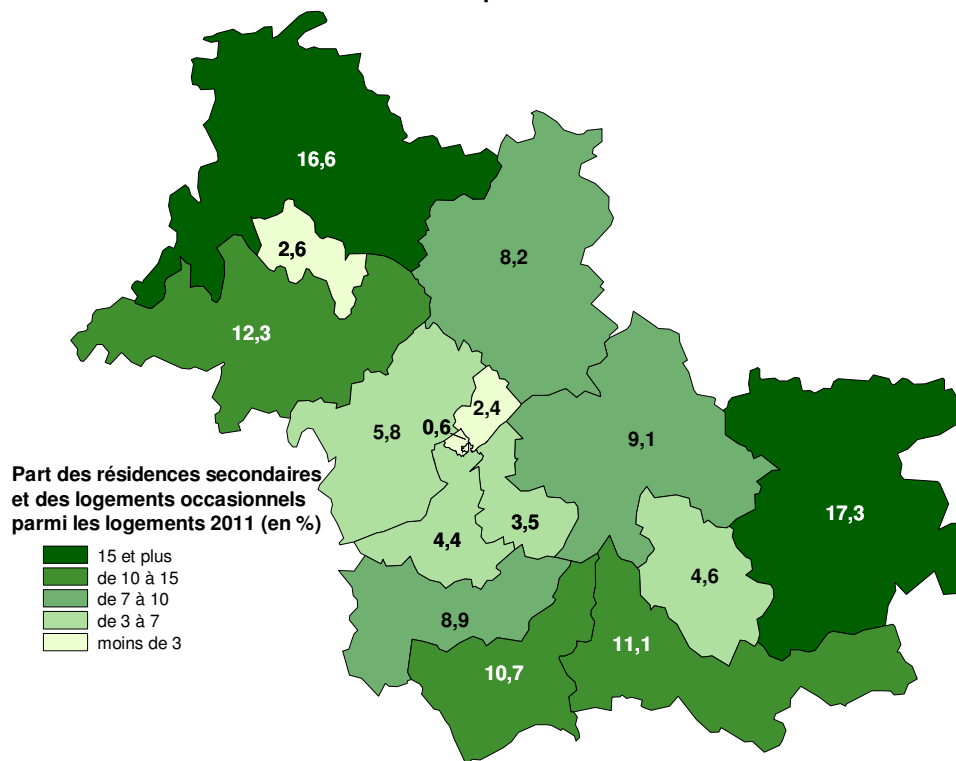 16,6
2,6
8,2
12,3
2,4
0,6
5,8
9,1
Part des résidences secondaires
et des logements occasionnels
parmi les logements 2011 (en %)
17,3
3,5
4,4
15 et plus
de 10 à 15
4,6
de 7 à 10
de 3 à 7
8,9
moins de 3
11,1
10,7